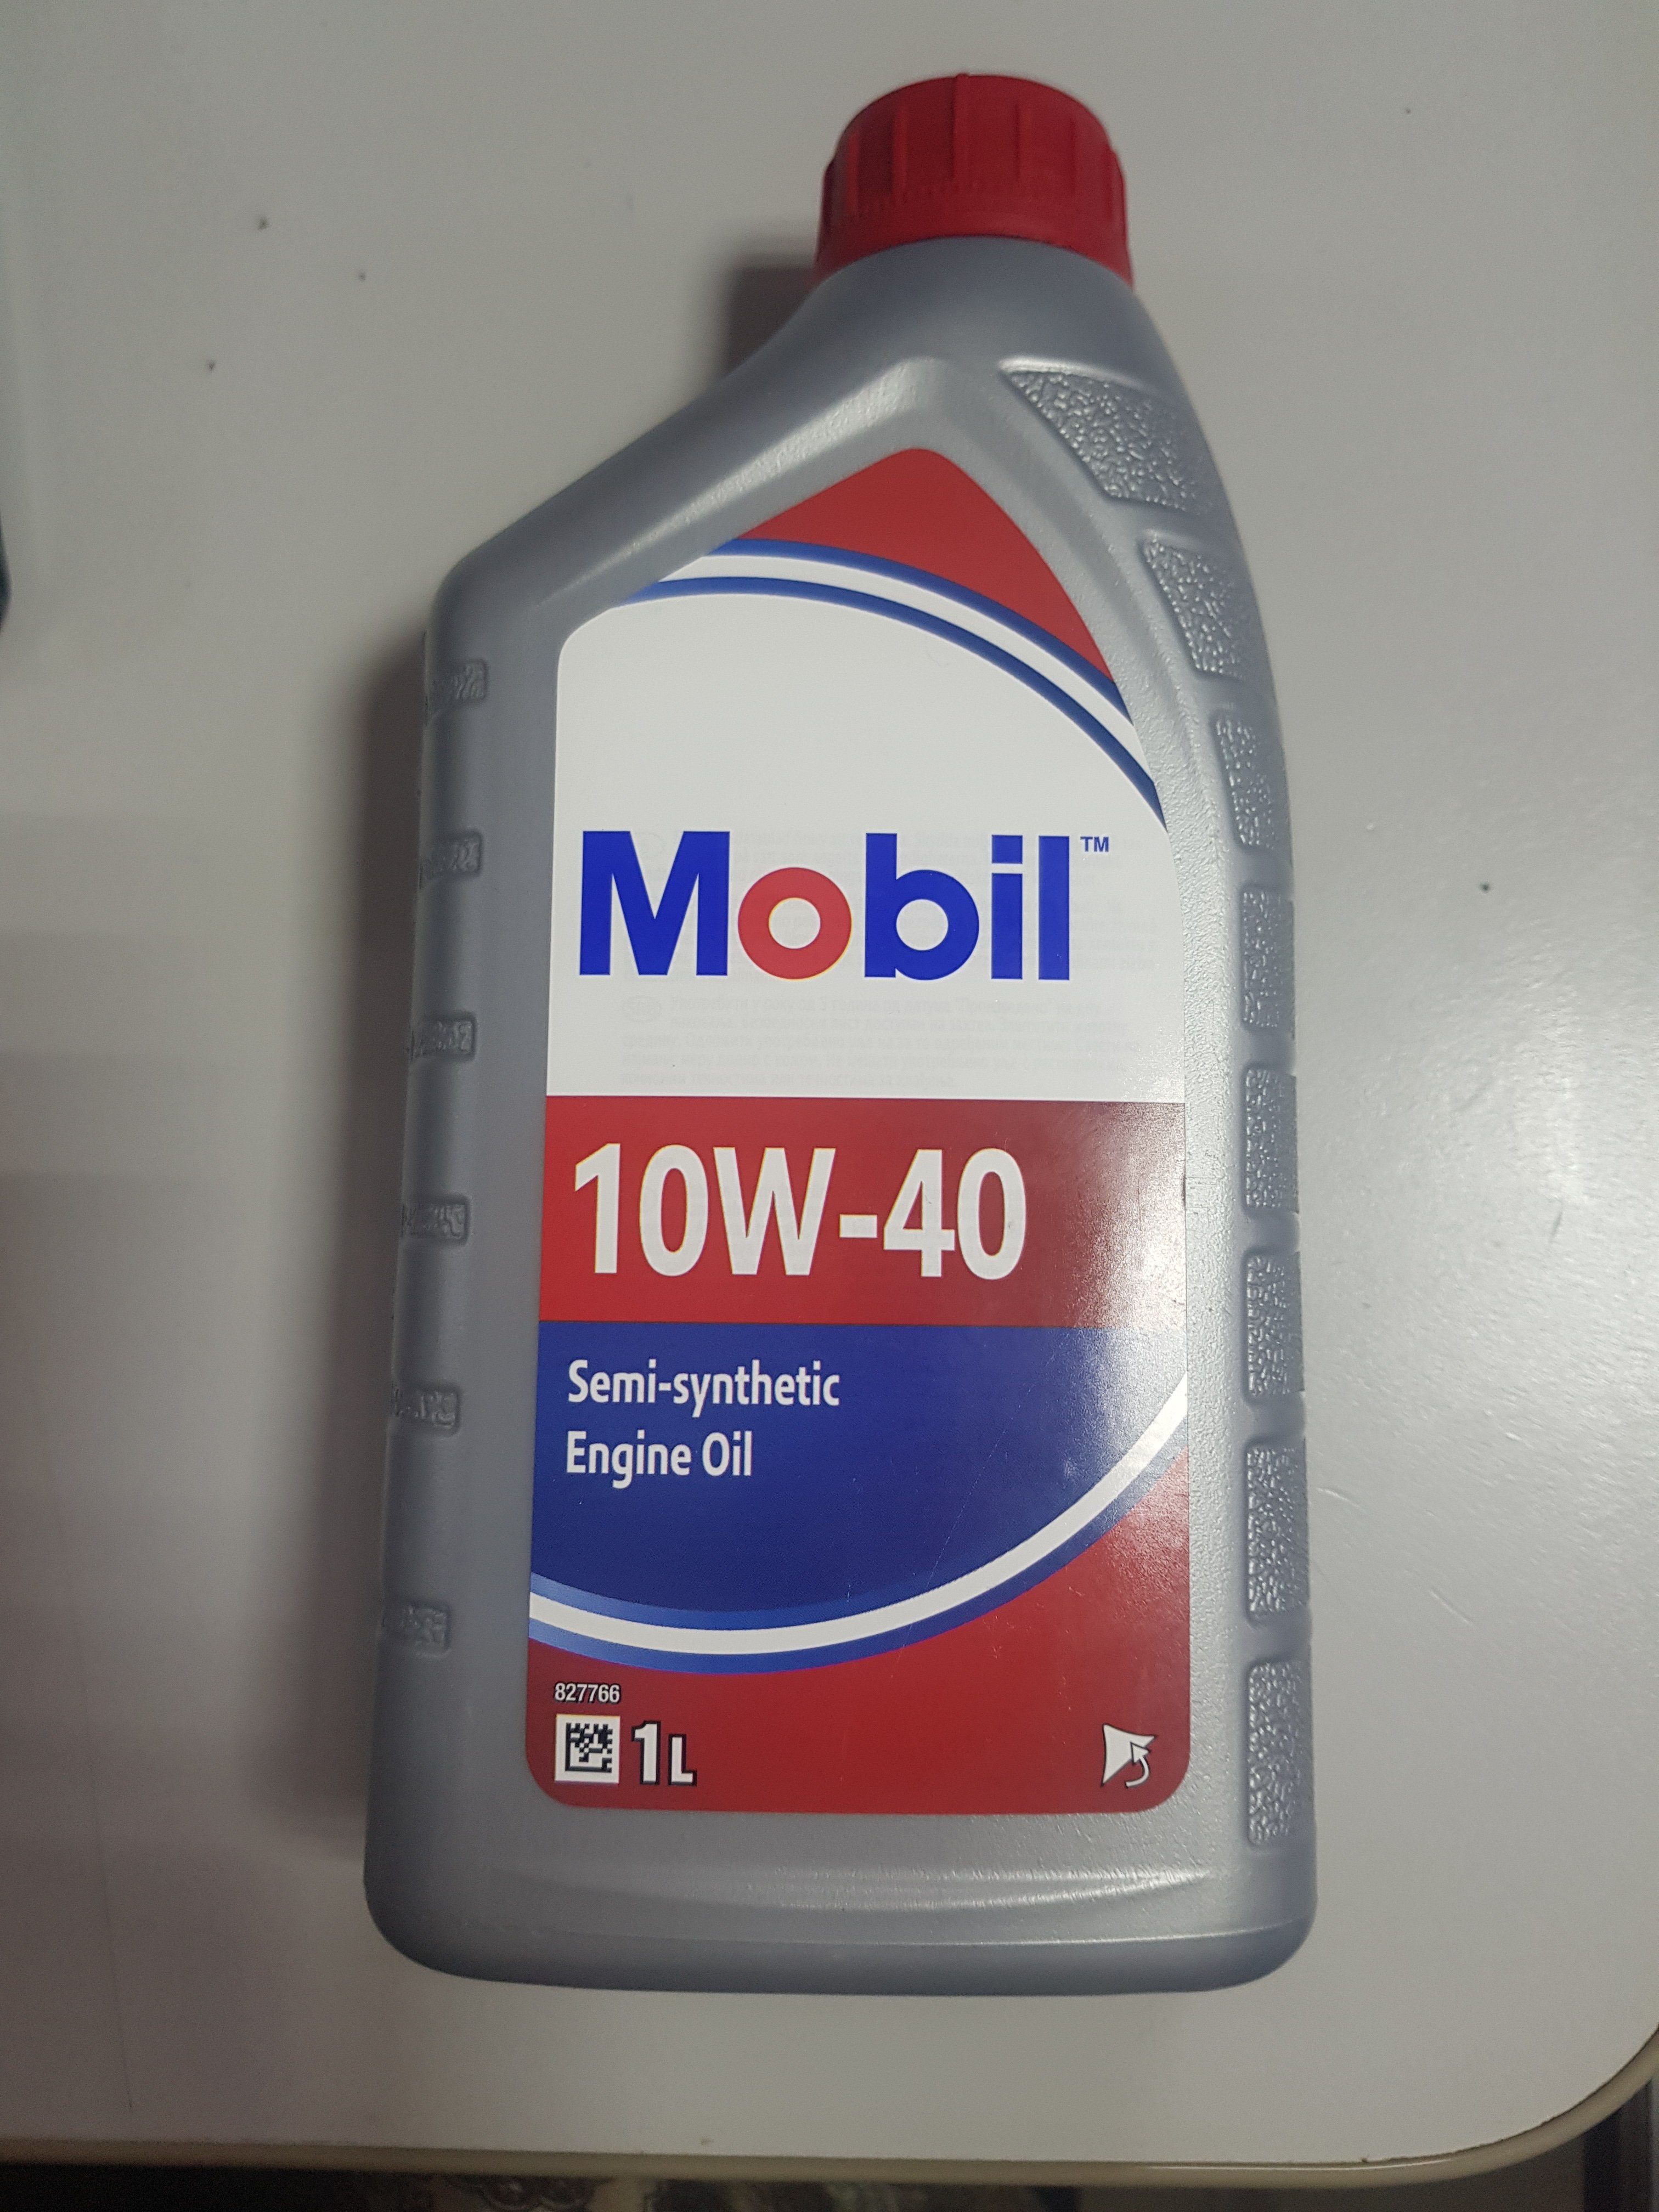 Mobil™
10W-40
Semi-synthetic
Engine Oil
827766
1L